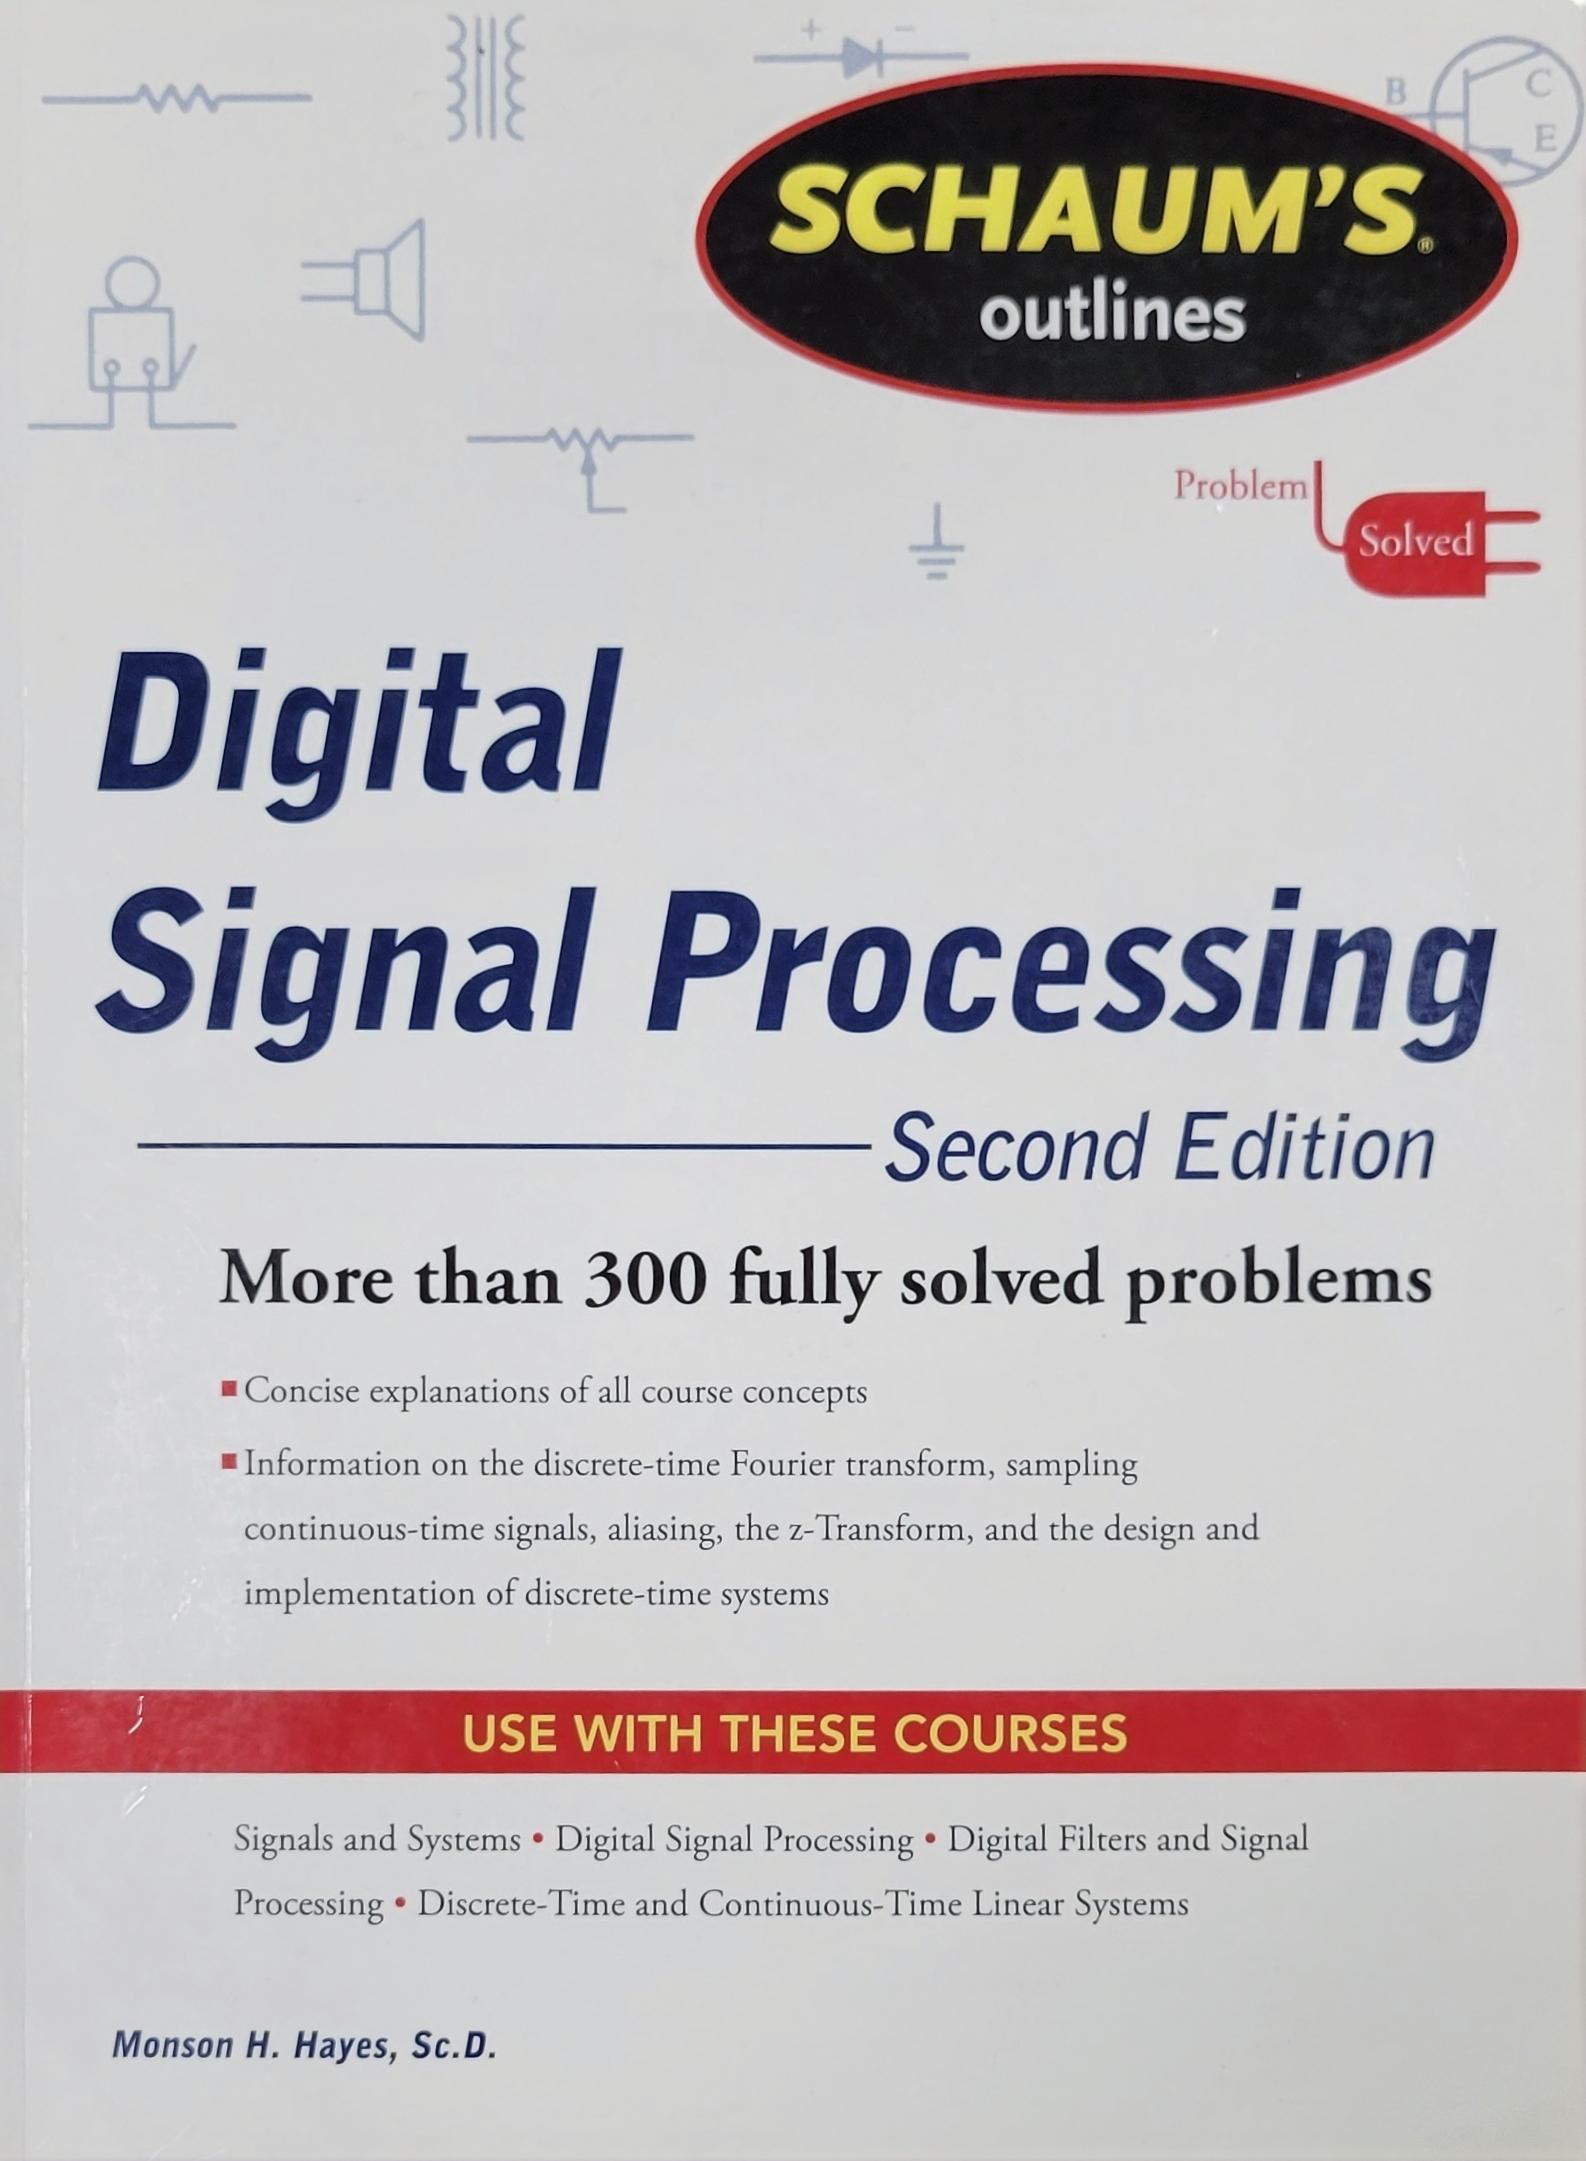 + −
B C
E
SCHAUM'S®
outlines
Problem
Solved
Digital
Signal Processing
Second Edition
More than 300 fully solved problems
■ Concise explanations of all course concepts
■ Information on the discrete-time Fourier transform, sampling
continuous-time signals, aliasing, the z-Transform, and the design and
implementation of discrete-time systems
USE WITH THESE COURSES
Signals and Systems • Digital Signal Processing • Digital Filters and Signal
Processing • Discrete-Time and Continuous-Time Linear Systems
Monson H. Hayes, Sc.D.